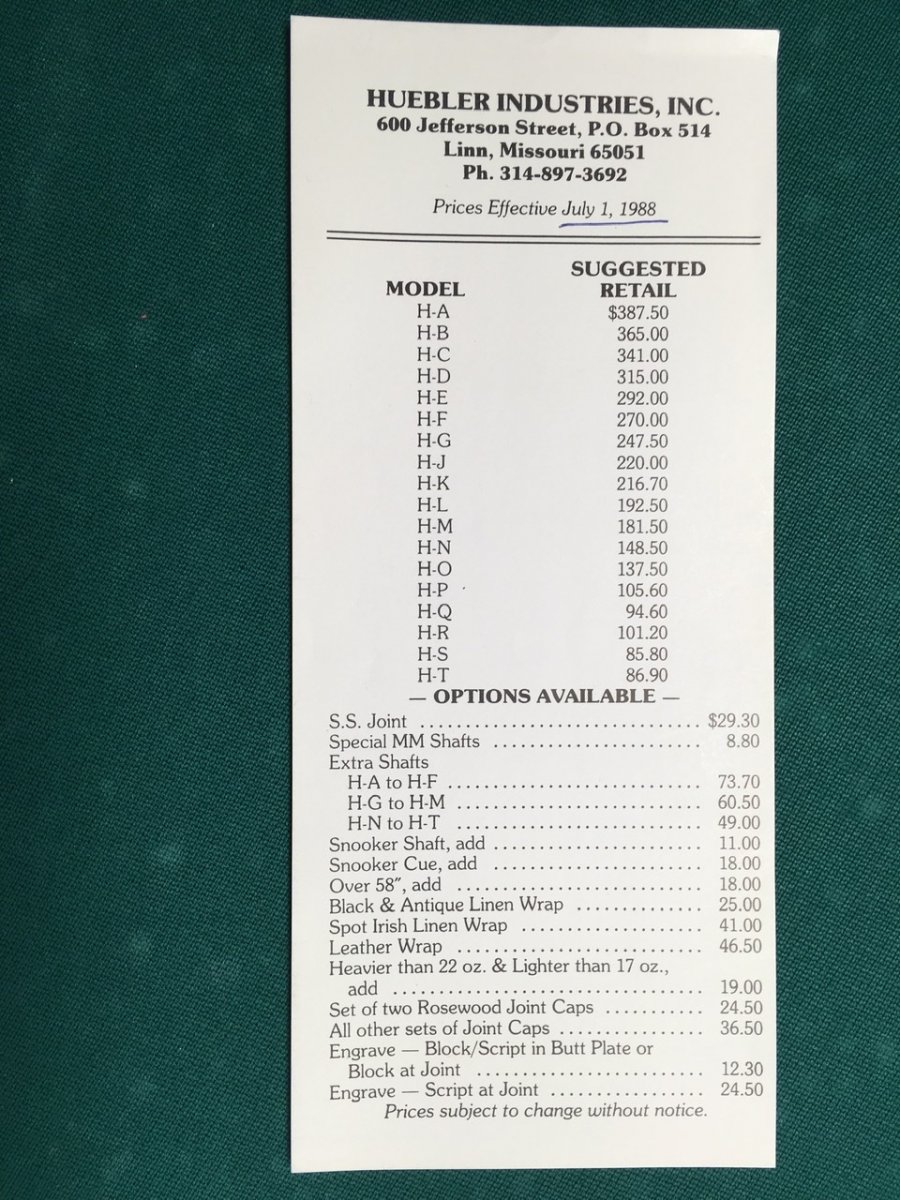 HUEBLER INDUSTRIES, INC.
600 Jefferson Street, P.O. Box 514
Linn, Missouri 65051
Ph. 314-897-3692
Prices Effective July 1, 1988
MODEL SUGGESTED RETAIL
H-A $387.50
H-B 365.00
H-C 341.00
H-D 315.00
H-E 292.00
H-F 270.00
H-G 247.50
H-J 220.00
H-K 216.70
H-L 192.50
H-M 181.50
H-N 148.50
H-O 137.50
H-P 105.60
H-Q 94.60
H-R 101.20
H-S 85.80
H-T 86.90
— OPTIONS AVAILABLE —
S.S. Joint .............................. $29.30
Special MM Shafts ....................... 8.80
Extra Shafts
H-A to H-F ............................ 73.70
H-G to H-M ........................... 60.50
H-N to H-T ........................... 49.00
Snooker Shaft, add ....................... 11.00
Snooker Cue, add ....................... 18.00
Over 58″, add ........................... 18.00
Black & Antique Linen Wrap .............. 25.00
Spot Irish Linen Wrap .................... 41.00
Leather Wrap ........................... 46.50
Heavier than 22 oz. & Lighter than 17 oz.,
add .................................. 19.00
Set of two Rosewood Joint Caps ........... 24.50
All other sets of Joint Caps ................ 36.50
Engrave — Block/Script in Butt Plate or
Block at Joint ......................... 12.30
Engrave — Script at Joint ................. 24.50
Prices subject to change without notice.